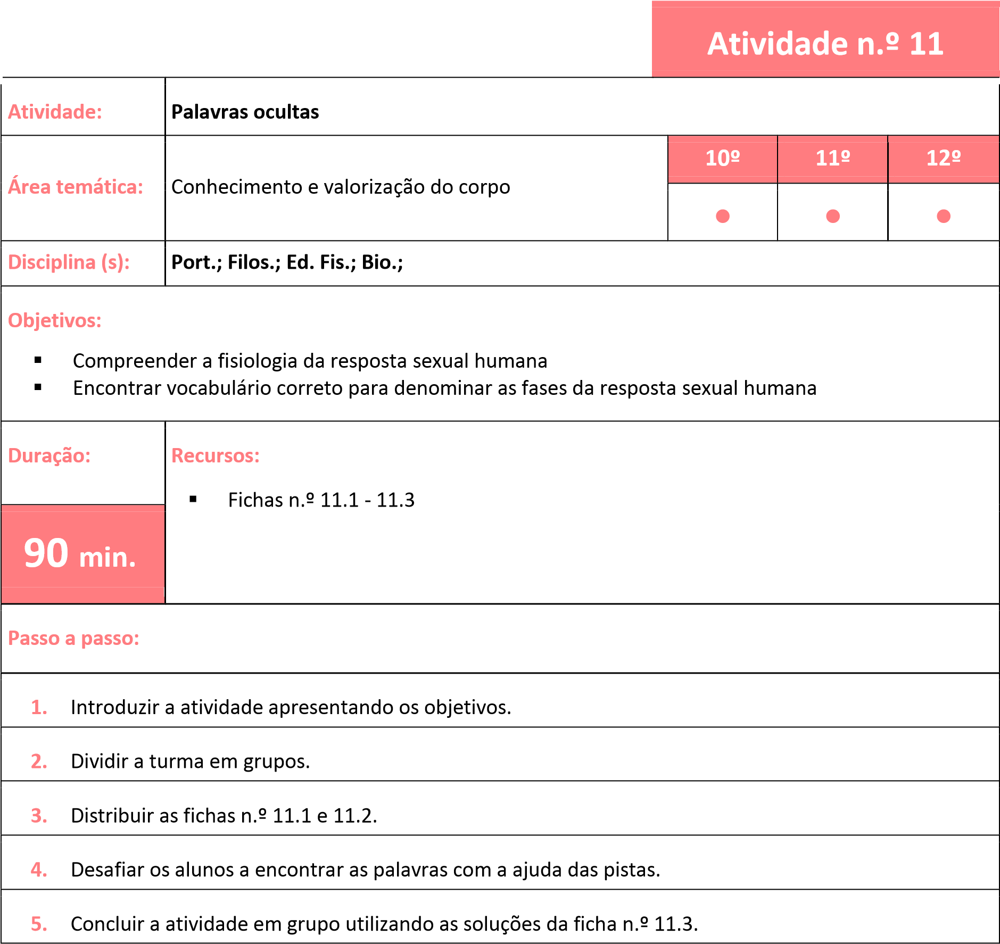 Atividade n.º 11
Atividade:
Palavras ocultas
10º
11º
12º
Área temática:
Conhecimento e valorização do corpo
Disciplina (s):
Port.; Filos.; Ed. Fis.; Bio.;
Objetivos:
▪ Compreender a fisiologia da resposta sexual humana
▪ Encontrar vocabulário correto para denominar as fases da resposta sexual humana
Duração:
Recursos:
▪ Fichas n.º 11.1 - 11.3
90 min.
Passo a passo:
1. Introduzir a atividade apresentando os objetivos.
2. Dividir a turma em grupos.
3. Distribuir as fichas n.º 11.1 e 11.2.
4. Desafiar os alunos a encontrar as palavras com a ajuda das pistas.
5. Concluir a atividade em grupo utilizando as soluções da ficha n.º 11.3.